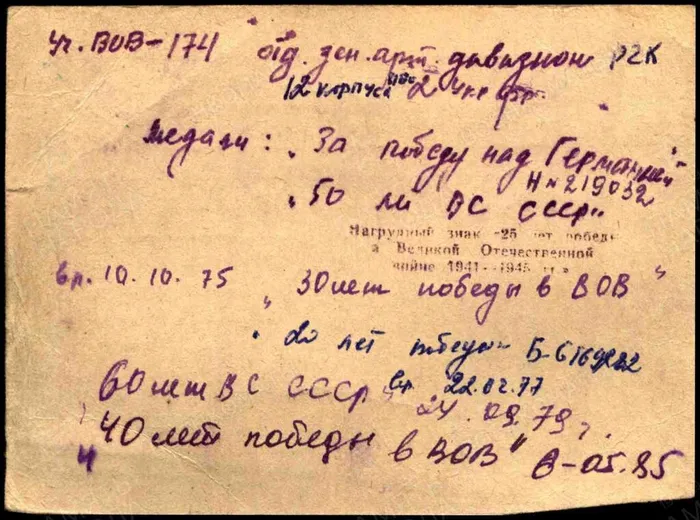 Уч. ВОВ - 174 отд. зен. арт. дивизион РГК
12 корпуса ПВО 2 Укр фр.
Медали: „За победу над Германией"
Н № 219032
„50 лет ВС СССР"
Нагрудный знак «25 лет победы
в Великой Отечественной
войне 1941—1945 гг.»
вр. 10.10.75 „30 лет победы в ВОВ"
„20 лет победы"
60 лет ВС СССР" вр. 22.02.77
24.09.79 г.
40 лет победы в ВОВ" 8-05.85